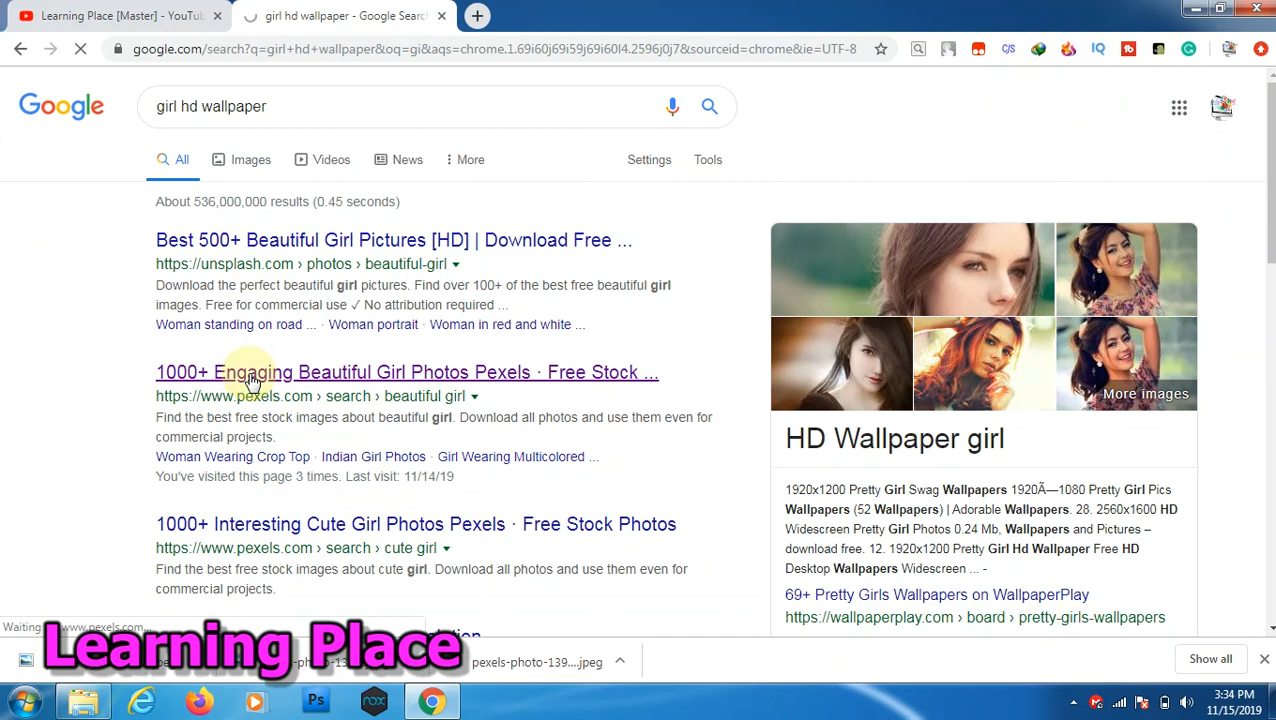 Learning Place [Master] - YouTub
girl hd wallpaper - Google Search
google.com/search?q=girl+hd+wallpaper&oq=gi&aqs=chrome.1.69i60j69i59j69i60l4.2596j0j7&sourceid=chrome&ie=UTF-8
Google
girl hd wallpaper
All Images Videos News More Settings Tools
About 536,000,000 results (0.45 seconds)
Best 500+ Beautiful Girl Pictures [HD] | Download Free ...
https://unsplash.com › photos › beautiful-girl
Download the perfect beautiful girl pictures. Find over 100+ of the best free beautiful girl
images. Free for commercial use ✓ No attribution required ...
Woman standing on road ... · Woman portrait · Woman in red and white ...
1000+ Engaging Beautiful Girl Photos Pexels · Free Stock ...
https://www.pexels.com › search › beautiful girl
Find the best free stock images about beautiful girl. Download all photos and use them even for
commercial projects.
Woman Wearing Crop Top · Indian Girl Photos · Girl Wearing Multicolored ...
You've visited this page 3 times. Last visit: 11/14/19
1000+ Interesting Cute Girl Photos Pexels · Free Stock Photos
https://www.pexels.com › search › cute girl
Find the best free stock images about cute girl. Download all photos and use them even for
commercial projects.
More images
HD Wallpaper girl
1920x1200 Pretty Girl Swag Wallpapers 1920Ã—1080 Pretty Girl Pics
Wallpapers (52 Wallpapers) | Adorable Wallpapers. 28. 2560x1600 HD
Widescreen Pretty Girl Photos 0.24 Mb, Wallpapers and Pictures –
download free. 12. 1920x1200 Pretty Girl Hd Wallpaper Free HD
Desktop Wallpapers Widescreen ... -
69+ Pretty Girls Wallpapers on WallpaperPlay
https://wallpaperplay.com › board › pretty-girls-wallpapers
Waiting www.pexels.com...
Learning Place
pexels-photo-139....jpeg
Show all
Ps
nox
3:34 PM
11/15/2019